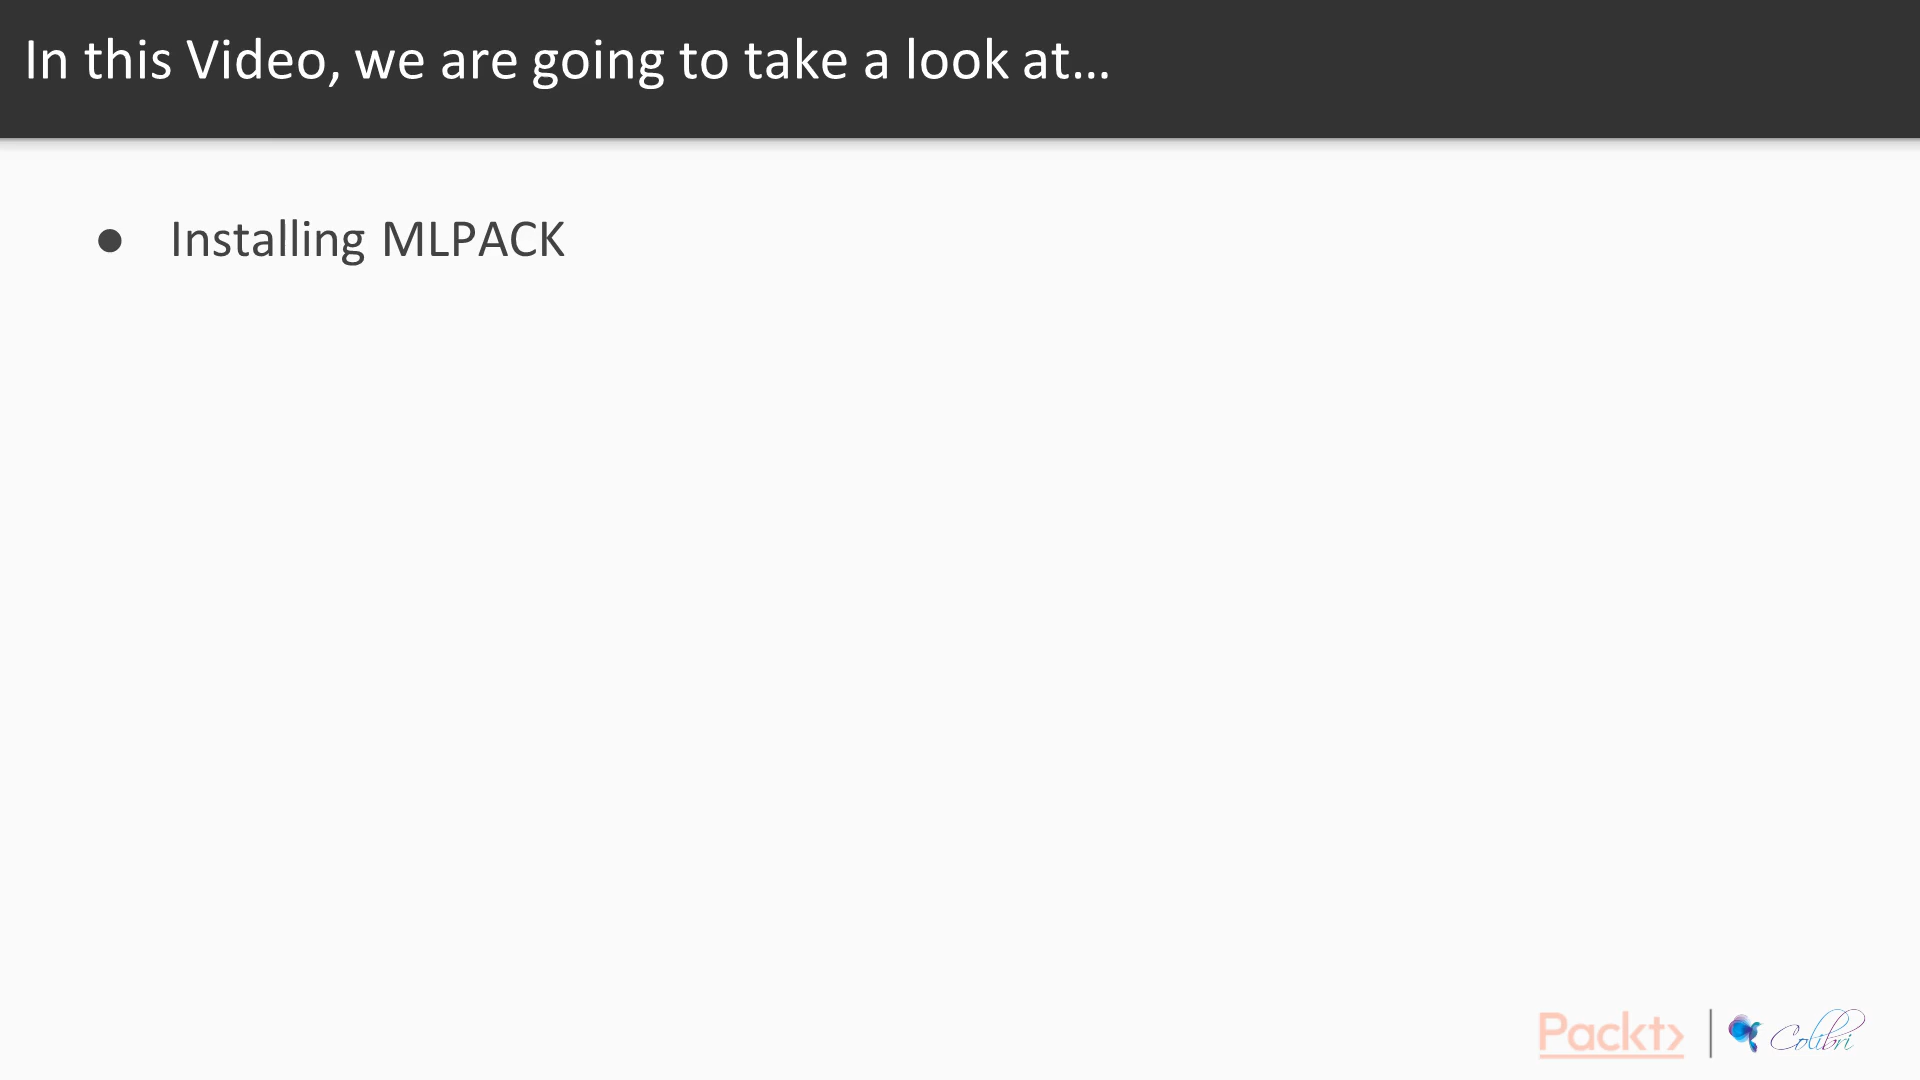 In this Video, we are going to take a look at...
● Installing MLPACK
Packt> | Colibri